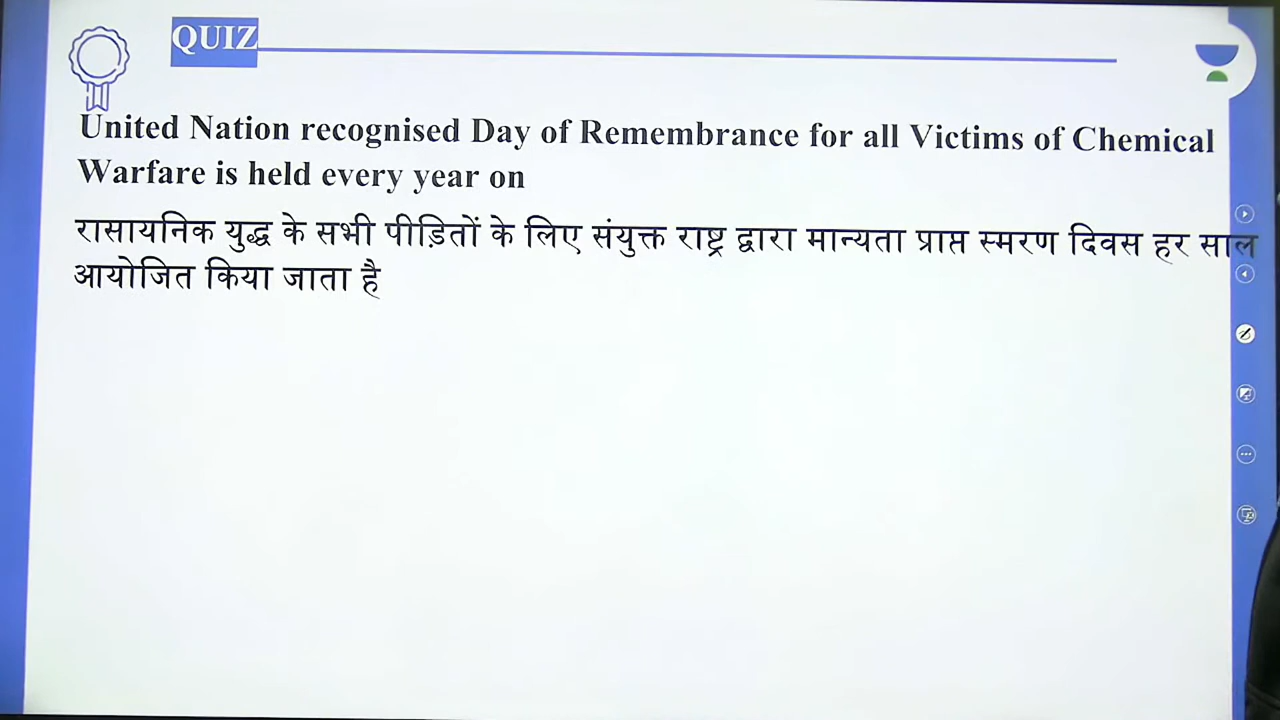 QUIZ
United Nation recognised Day of Remembrance for all Victims of Chemical
Warfare is held every year on
रासायनिक युद्ध के सभी पीड़ितों के लिए संयुक्त राष्ट्र द्वारा मान्यता प्राप्त स्मरण दिवस हर साल
आयोजित किया जाता है